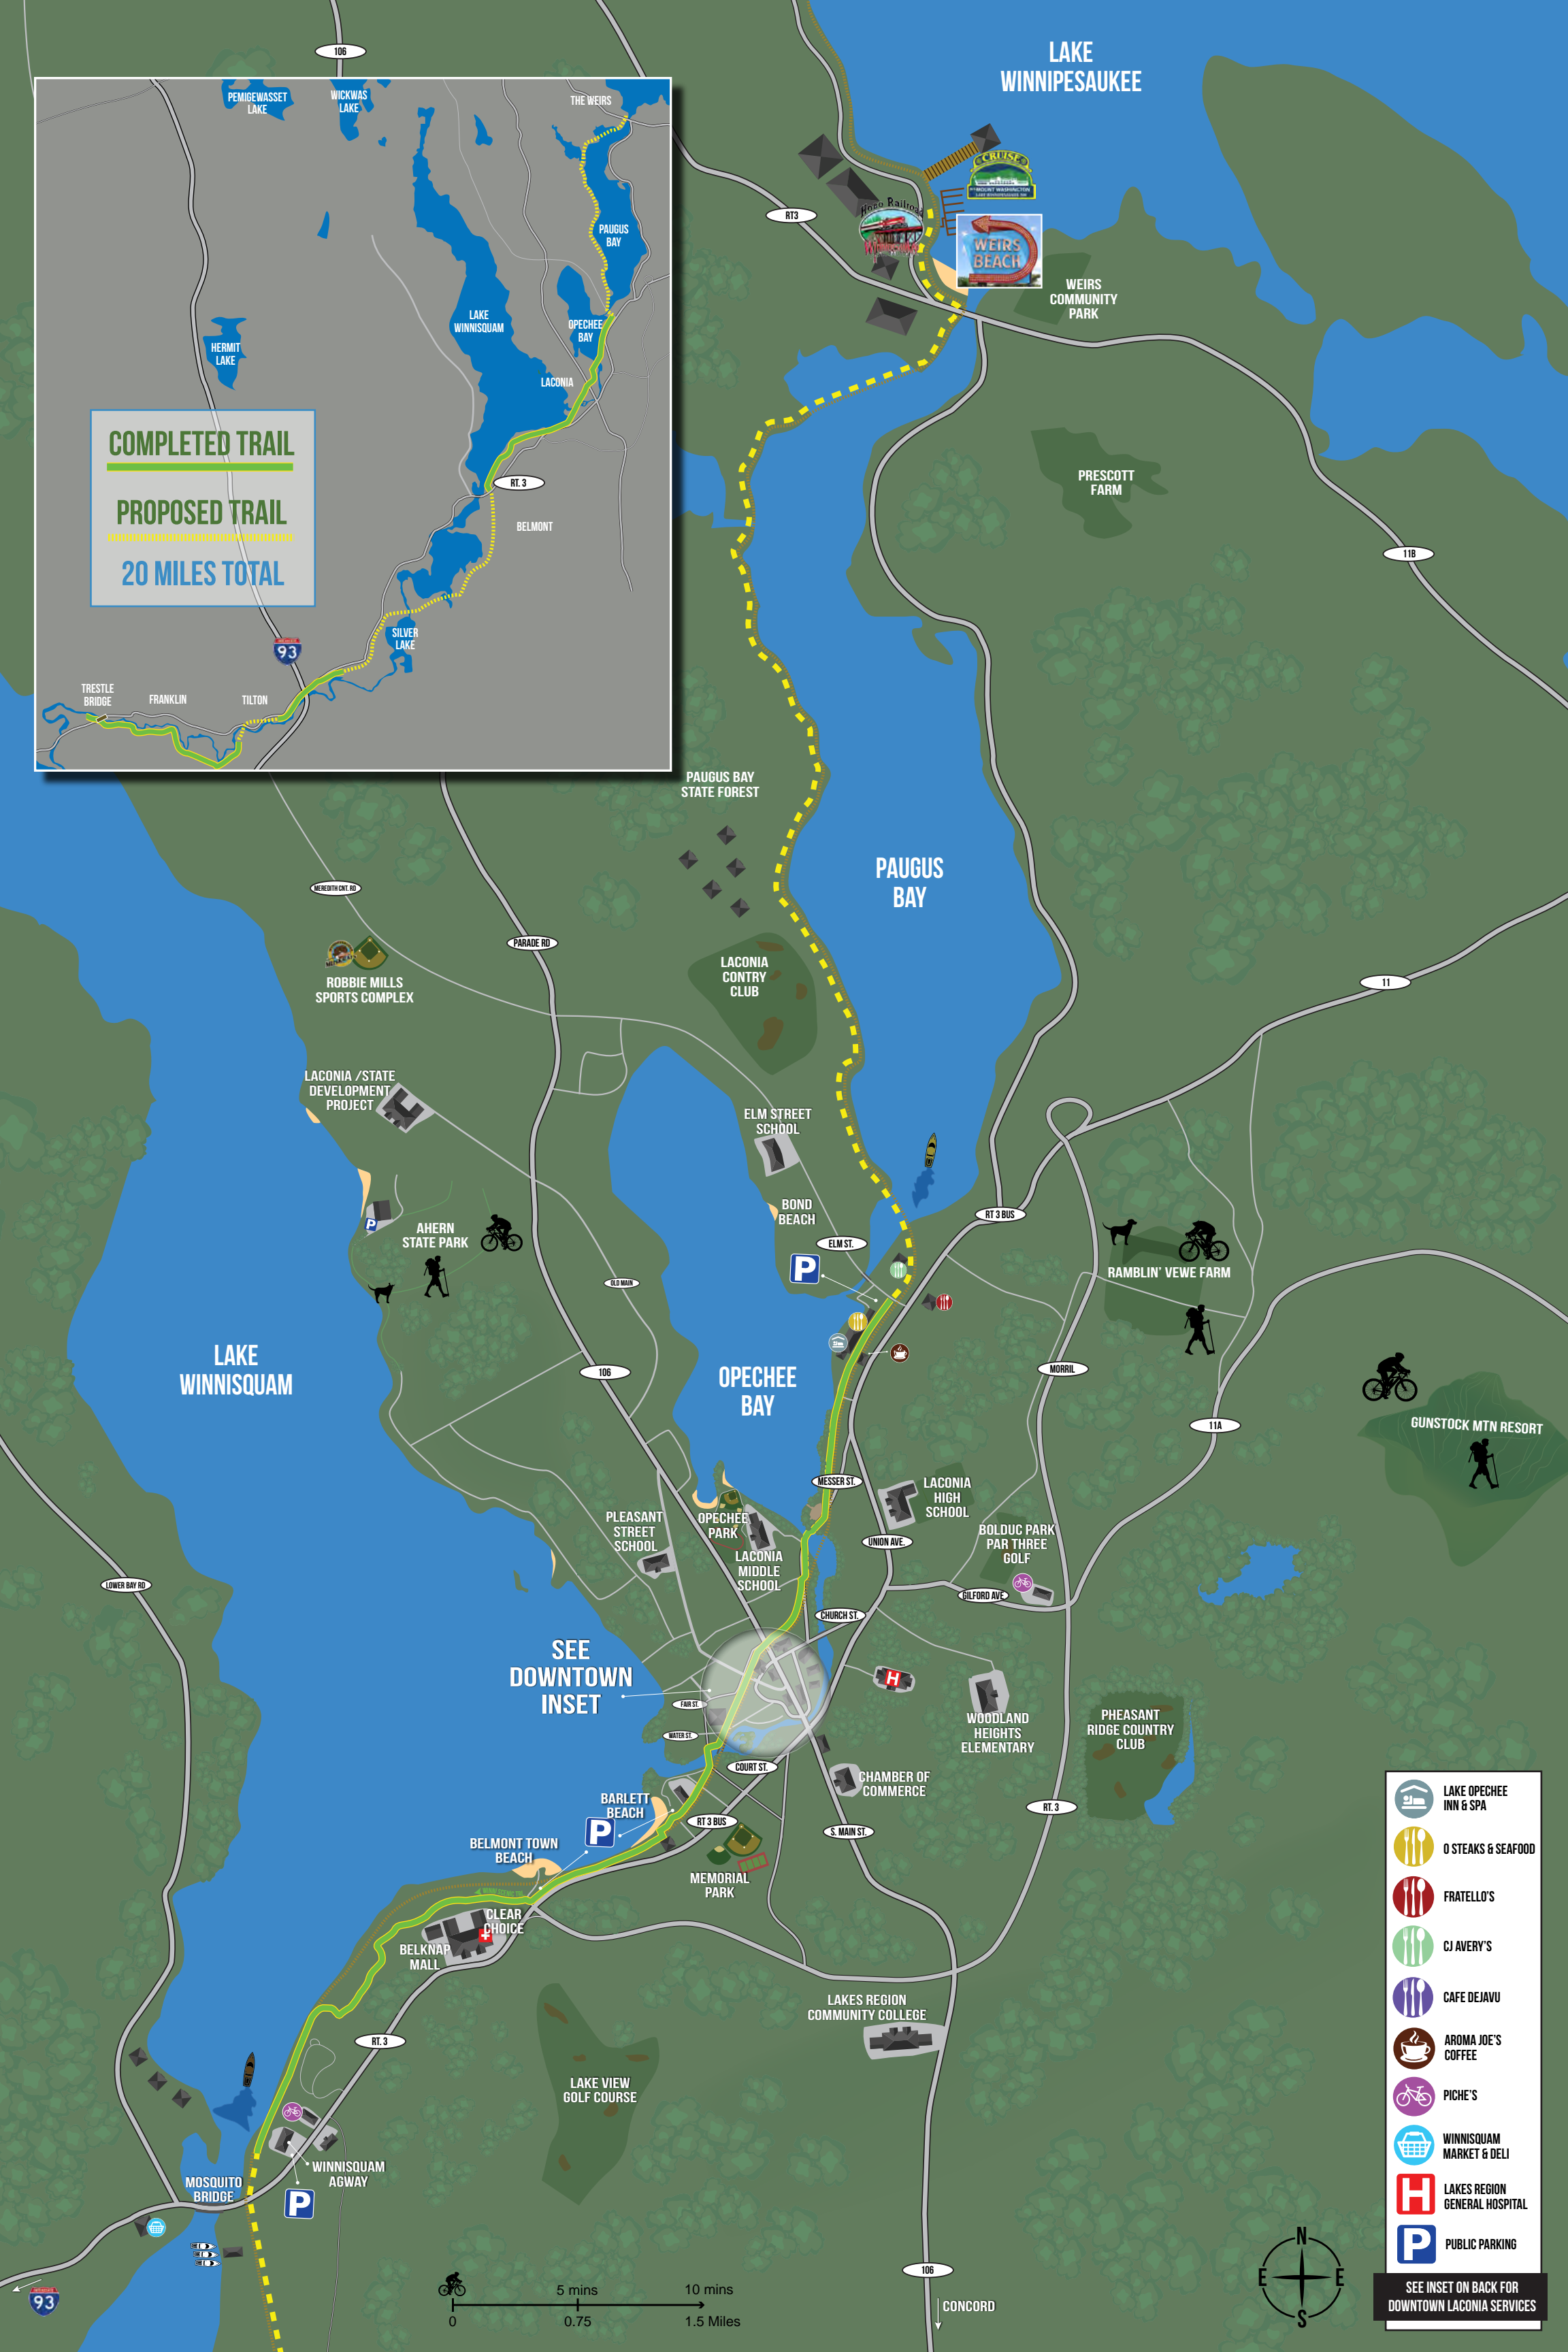 106
LAKE
WINNIPESAUKEE
PEMIGEWASSET
LAKE
WICKWAS
LAKE
THE WEIRS
PAUGUS
BAY
LAKE
WINNISQUAM
OPECHEE
BAY
HERMIT
LAKE
LACONIA
COMPLETED TRAIL
PROPOSED TRAIL
20 MILES TOTAL
RT. 3
BELMONT
SILVER
LAKE
93
TRESTLE
BRIDGE
FRANKLIN
TILTON
CRUISE
MOUNT WASHINGTON
RT3
Hobo Railroad
WEIRS
BEACH
WEIRS
COMMUNITY
PARK
PRESCOTT
FARM
11B
PAUGUS BAY
STATE FOREST
PAUGUS
BAY
MEREDITH CNT. RD
PARADE RD
ROBBIE MILLS
SPORTS COMPLEX
LACONIA
CONTRY
CLUB
11
LACONIA /STATE
DEVELOPMENT
PROJECT
ELM STREET
SCHOOL
BOND
BEACH
P
AHERN
STATE PARK
ELM ST.
P
RT 3 BUS
RAMBLIN' VEWE FARM
OLD MAIN
LAKE
WINNISQUAM
106
OPECHEE
BAY
MORRIL
11A
GUNSTOCK MTN RESORT
MESSER ST.
LACONIA
HIGH
SCHOOL
PLEASANT
STREET
SCHOOL
OPECHEE
PARK
LACONIA
MIDDLE
SCHOOL
UNION AVE.
BOLDUC PARK
PAR THREE
GOLF
LOWER BAY RD
GILFORD AVE
CHURCH ST.
SEE
DOWNTOWN
INSET
FAIR ST.
WATER ST.
H
WOODLAND
HEIGHTS
ELEMENTARY
PHEASANT
RIDGE COUNTRY
CLUB
COURT ST.
CHAMBER OF
COMMERCE
BARLETT
BEACH
P
RT 3 BUS
S. MAIN ST.
RT. 3
BELMONT TOWN
BEACH
MEMORIAL
PARK
CLEAR
CHOICE
BELKNAP
MALL
LAKES REGION
COMMUNITY COLLEGE
RT. 3
LAKE VIEW
GOLF COURSE
WINNISQUAM
AGWAY
MOSQUITO
BRIDGE
P
93
5 mins
10 mins
0
0.75
1.5 Miles
106
CONCORD
N
E
E
S
LAKE OPECHEE
INN & SPA
O STEAKS & SEAFOOD
FRATELLO'S
CJ AVERY'S
CAFE DEJAVU
AROMA JOE'S
COFFEE
PICHE'S
WINNISQUAM
MARKET & DELI
H
LAKES REGION
GENERAL HOSPITAL
P
PUBLIC PARKING
SEE INSET ON BACK FOR
DOWNTOWN LACONIA SERVICES